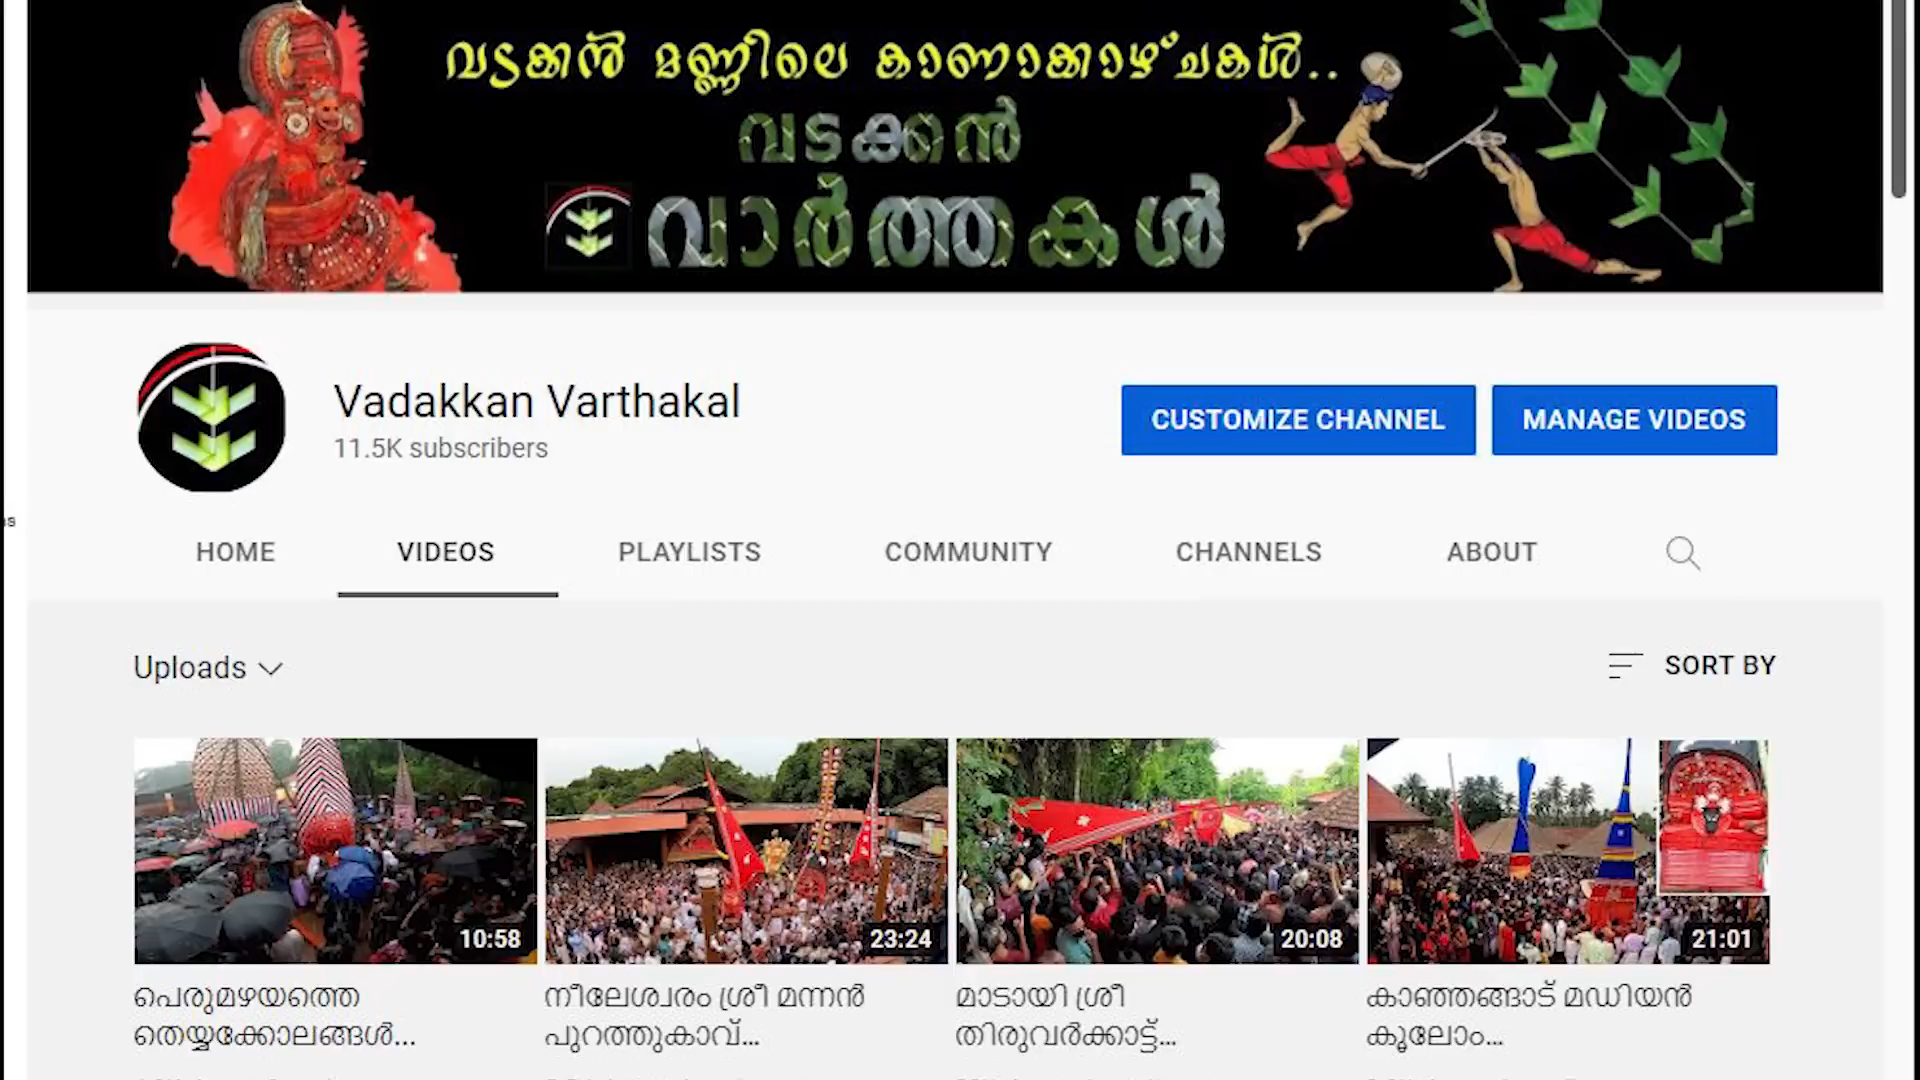 വടക്കൻ മണ്ണിലെ കാണാക്കാഴ്ചകൾ..
വടക്കൻ
വാർത്തകൾ
Vadakkan Varthakal
11.5K subscribers
CUSTOMIZE CHANNEL
MANAGE VIDEOS
HOME
VIDEOS
PLAYLISTS
COMMUNITY
CHANNELS
ABOUT
Uploads
SORT BY
10:58
23:24
20:08
21:01
പെരുമഴയത്തെ
തെയ്യക്കോലങ്ങൾ...
നീലേശ്വരം ശ്രീ മന്നൻ
പുറത്തുകാവ്...
മാടായി ശ്രീ
തിരുവർക്കാട്ട്...
കാഞ്ഞങ്ങാട് മഡിയൻ
കൂലോം...